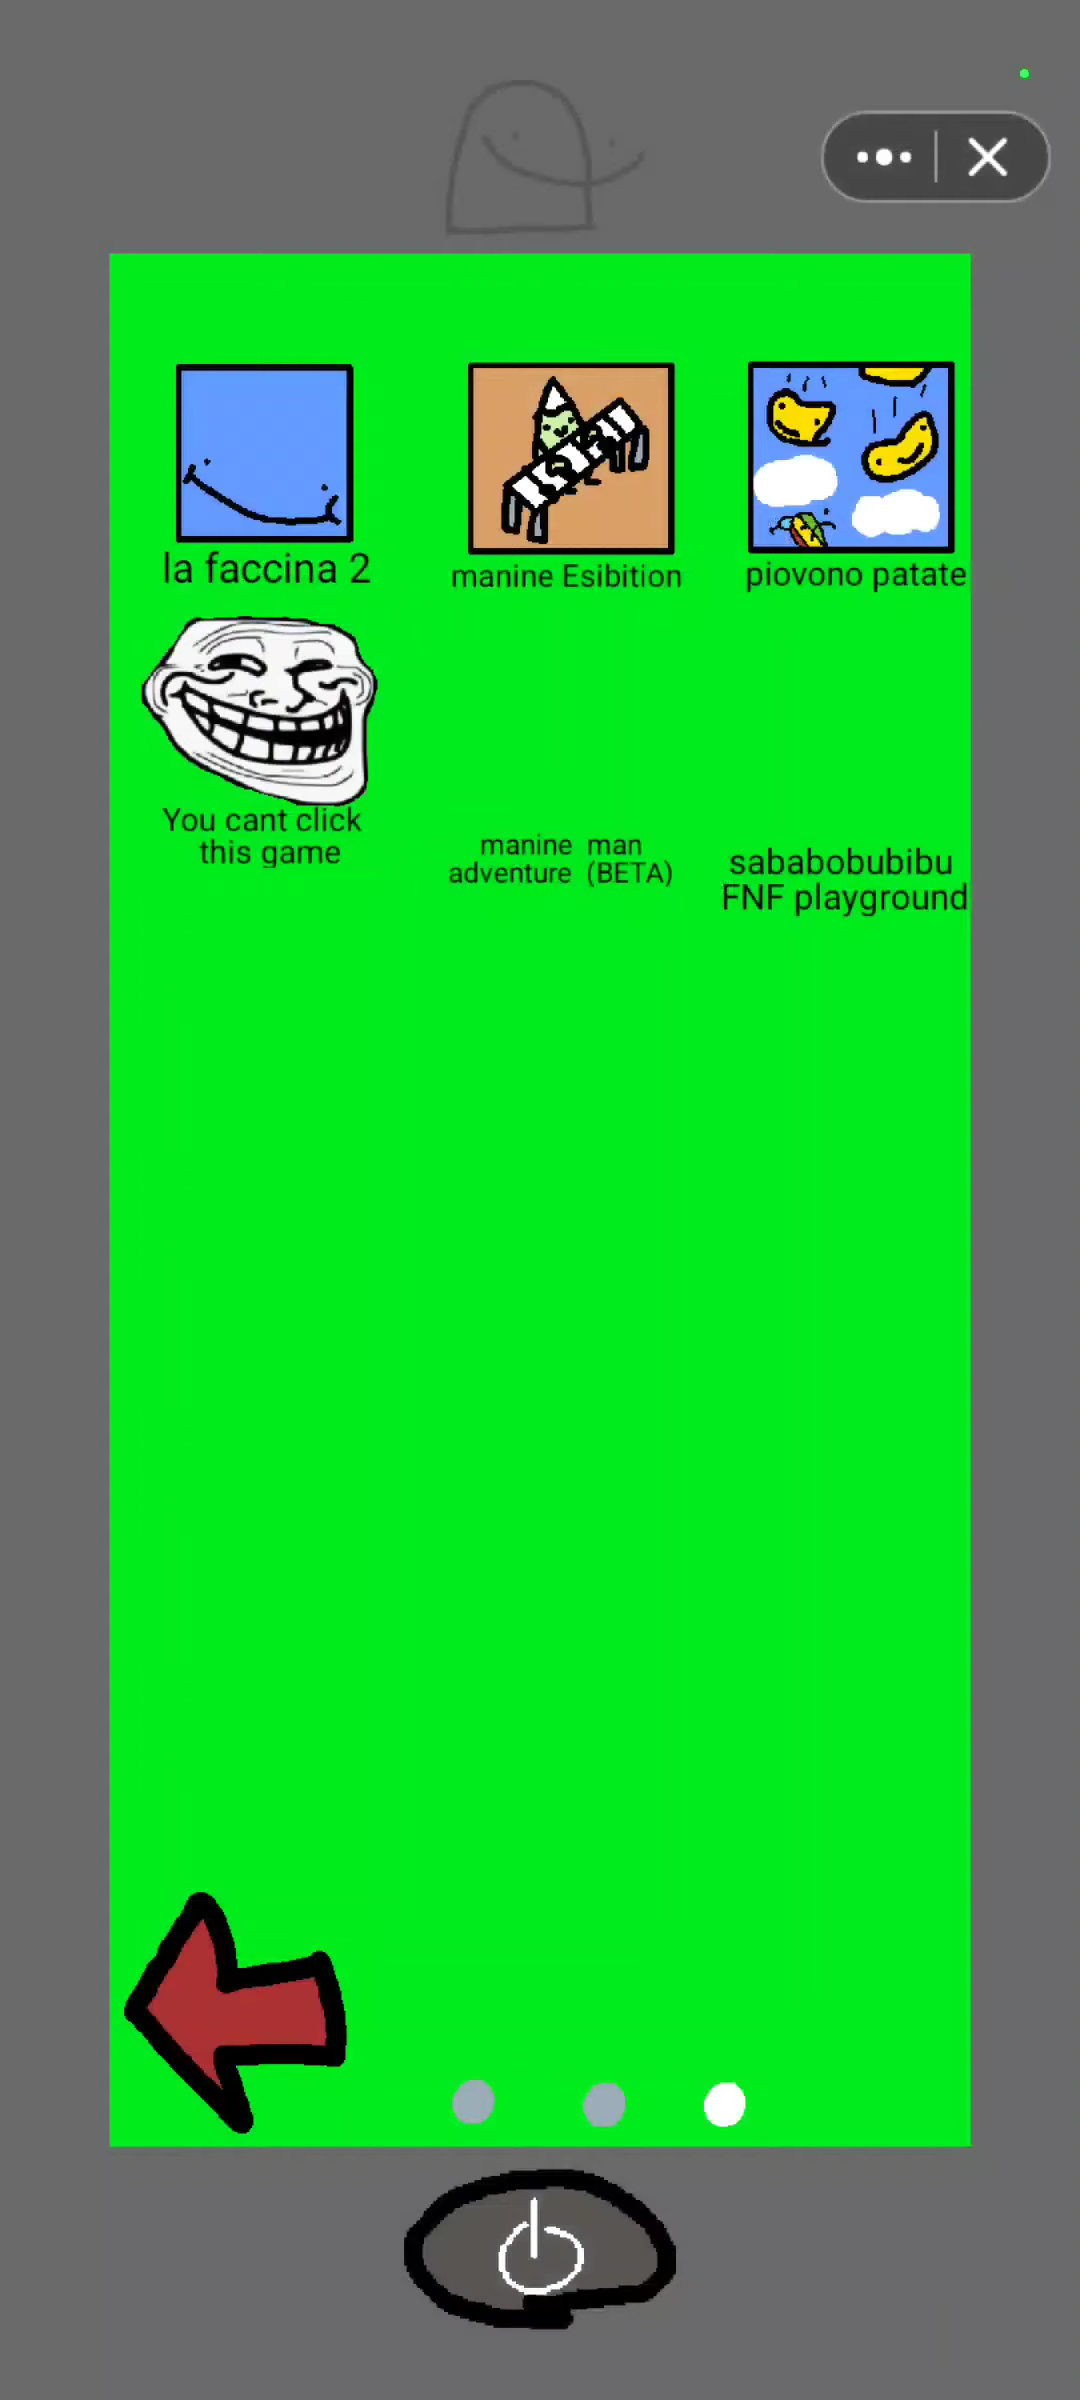 la faccina 2
manine Esibition
piovono patate
You cant click
this game
manine man
adventure (BETA)
sababobubibu
FNF playground